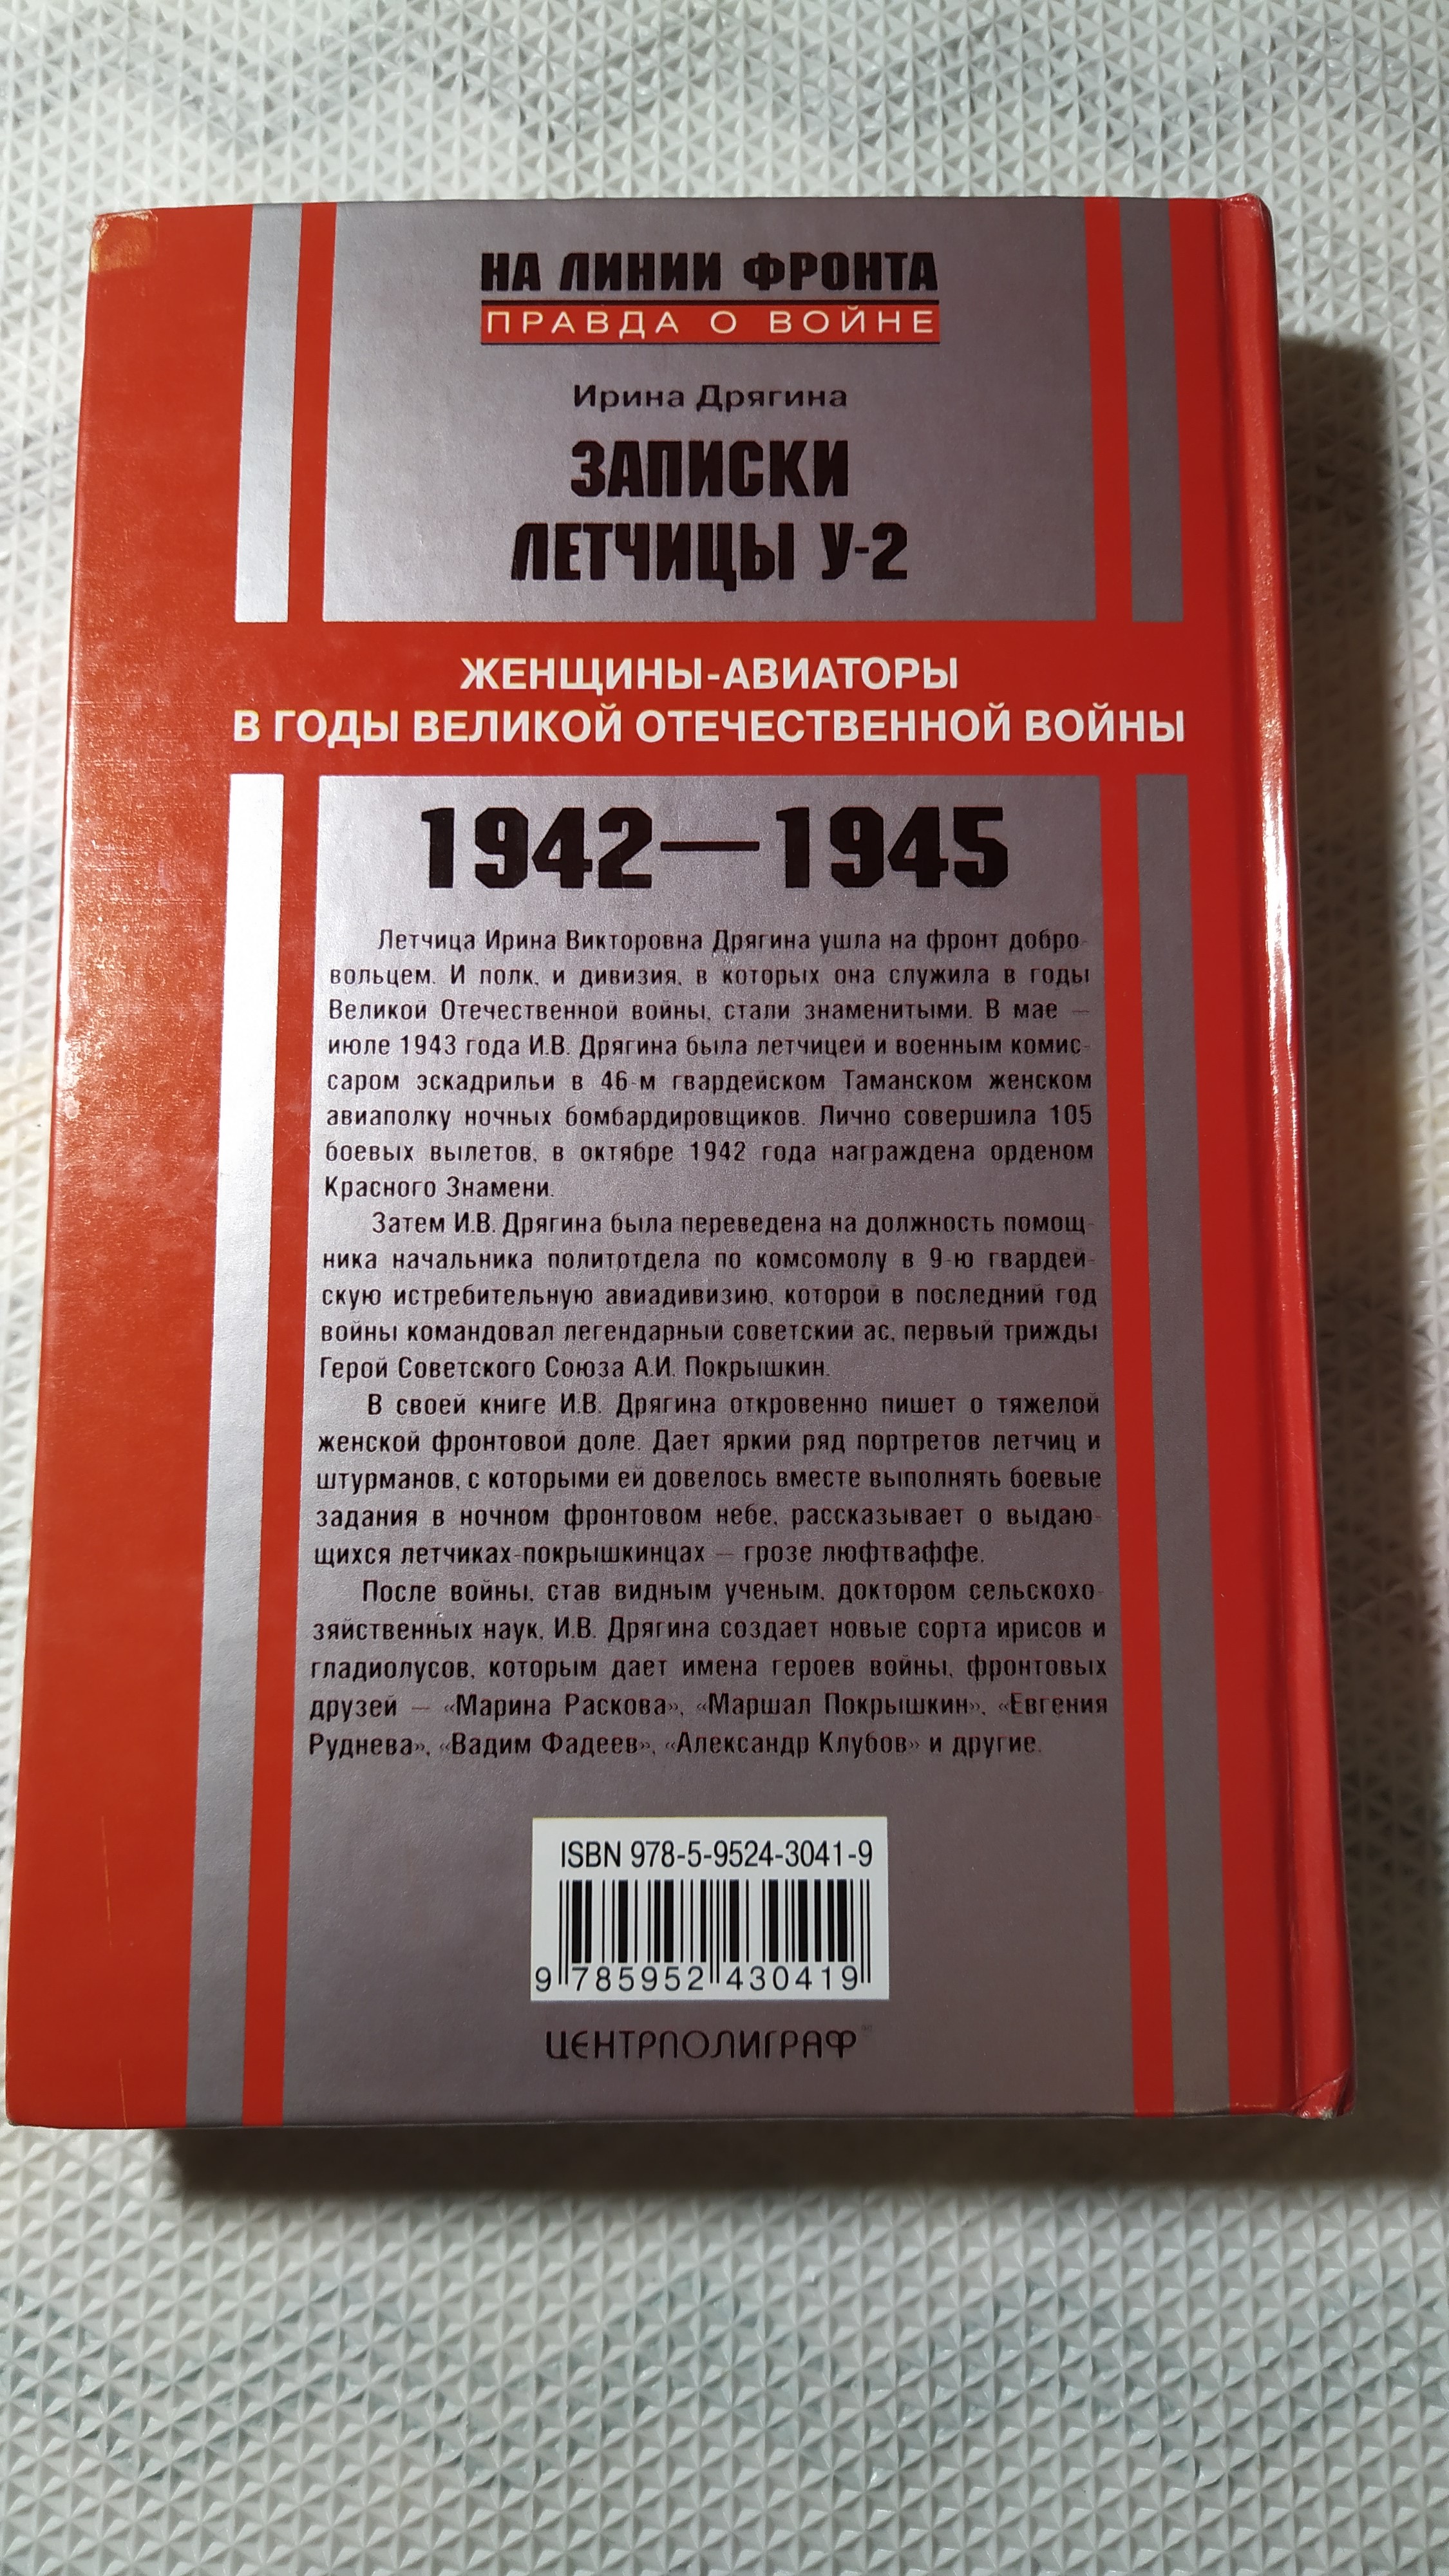 НА ЛИНИИ ФРОНТА
ПРАВДА О ВОЙНЕ
Ирина Дрягина
ЗАПИСКИ
ЛЕТЧИЦЫ У-2
ЖЕНЩИНЫ-АВИАТОРЫ
В ГОДЫ ВЕЛИКОЙ ОТЕЧЕСТВЕННОЙ ВОЙНЫ
1942—1945
Летчица Ирина Викторовна Дрягина ушла на фронт добро-
вольцем. И полк, и дивизия, в которых она служила в годы
Великой Отечественной войны, стали знаменитыми. В мае —
июле 1943 года И.В. Дрягина была летчицей и военным комис-
саром эскадрильи в 46-м гвардейском Таманском женском
авиаполку ночных бомбардировщиков. Лично совершила 105
боевых вылетов, в октябре 1942 года награждена орденом
Красного Знамени.
Затем И.В. Дрягина была переведена на должность помощ-
ника начальника политотдела по комсомолу в 9-ю гвардей-
скую истребительную авиадивизию, которой в последний год
войны командовал легендарный советский ас, первый трижды
Герой Советского Союза А.И. Покрышкин.
В своей книге И.В. Дрягина откровенно пишет о тяжелой
женской фронтовой доле. Дает яркий ряд портретов летчиц и
штурманов, с которыми ей довелось вместе выполнять боевые
задания в ночном фронтовом небе, рассказывает о выдаю-
щихся летчиках-покрышкинцах — грозе люфтваффе.
После войны, став видным ученым, доктором сельскохо-
зяйственных наук, И.В. Дрягина создает новые сорта ирисов и
гладиолусов, которым дает имена героев войны, фронтовых
друзей — «Марина Раскова», «Маршал Покрышкин», «Евгения
Руднева», «Вадим Фадеев», «Александр Клубов» и другие.
ISBN 978-5-9524-3041-9
9 785952 430419
ЦЕНТРПОЛИГРАФ